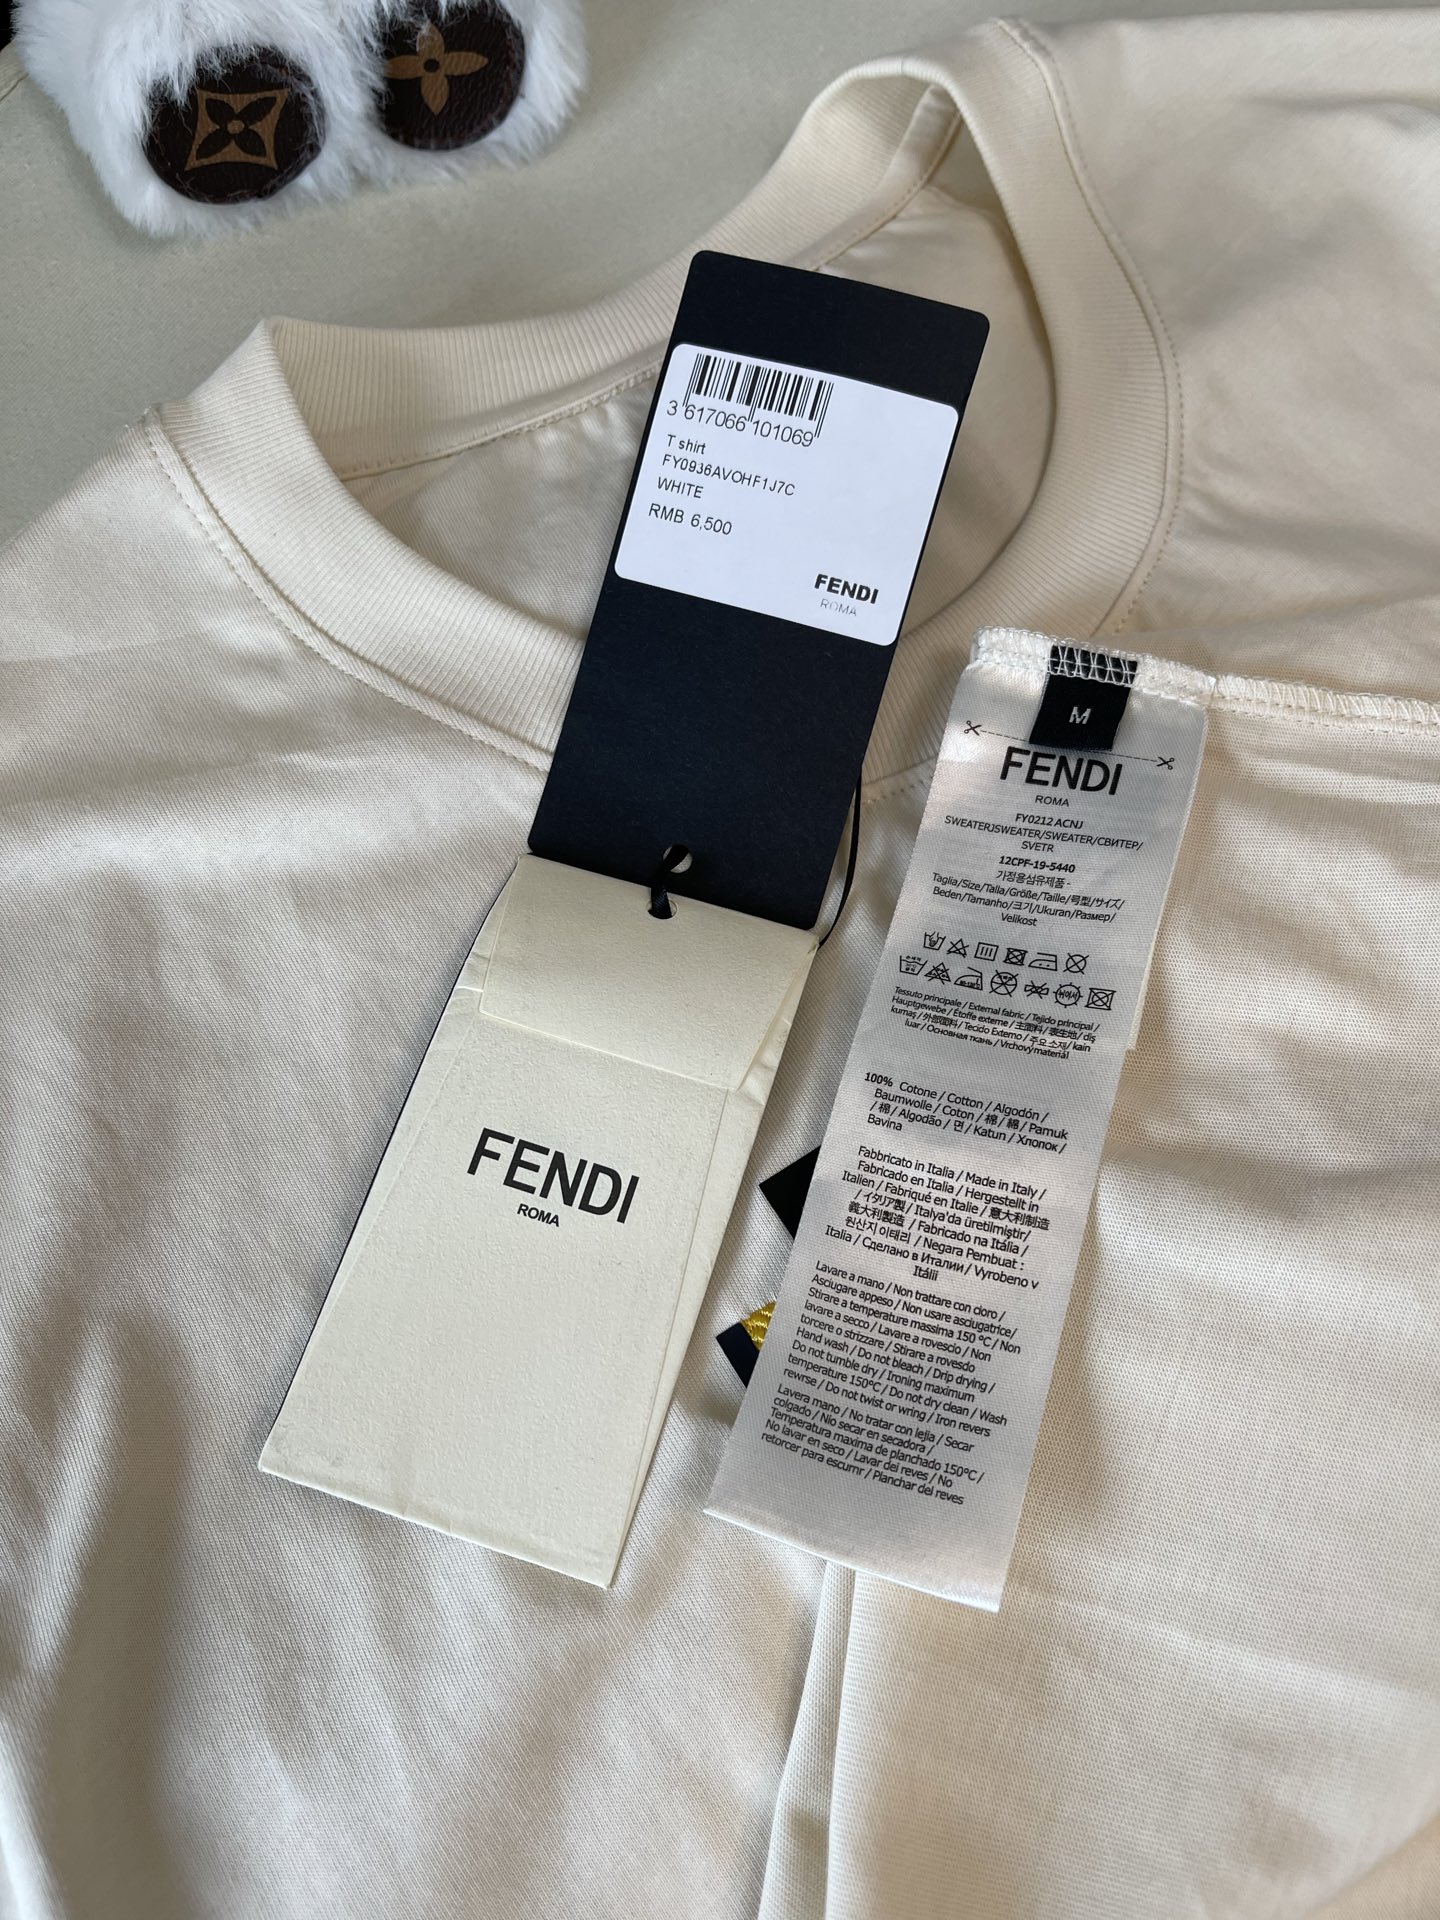 3 617066 101069
T shirt
FY0936AVOHF1J7C
WHITE
RMB 6,500
FENDI
ROMA
FENDI
ROMA
M
FENDI
ROMA
FY0212 ACNJ
SWEATERJSWEATER/SWEATER/СВИТЕР/
SVETR
12CPF-19-5440
가정용섬유제품 -
Taglia/Size/Talla/Größe/Taille/号型/サイズ/
Beden/Tamanho/크기/Ukuran/Размер/
Velikost
Tessuto principale / External fabric / Tejido principal /
Hauptgewebe / Étoffe externe / 主面料 / 表生地 / dış
kumaş / 外部面料 / Tecido Externo / 주요 소재 / kain
luar / Основная ткань / Vrchový materiál
100% Cotone / Cotton / Algodón /
Baumwolle / Coton / 棉 / 綿 / Pamuk
/ 棉 / Algodão / 면 / Katun / Хлопок /
Bavina
Fabbricato in Italia / Made in Italy /
Fabricado en Italia / Hergestellt in
Italien / Fabriqué en Italie / 意大利制造
/ イタリア製 / Italya'da üretilmiştir/
義大利製造 / Fabricado na Itália /
원산지 이태리 / Negara Pembuat :
Italia / Сделано в Италии / Vyrobeno v
Itálii
Lavare a mano / Non trattare con cloro /
Asciugare appeso / Non usare asciugatrice/
Stirare a temperature massima 150 °C / Non
lavare a secco / Lavare a rovescio / Non
torcere o strizzare / Stirare a rovesdo
Hand wash / Do not bleach / Drip drying /
Do not tumble dry / Ironing maximum
temperature 150°C / Do not dry clean / Wash
rewrse / Do not twist or wring / Iron revers
Lavera mano / No tratar con lejia / Secar
colgado / Nio secar en secadora /
Temperatura maxima de planchado 150°C /
No lavar en seco / Lavar del reves / No
retorcer para escurrir / Planchar del reves